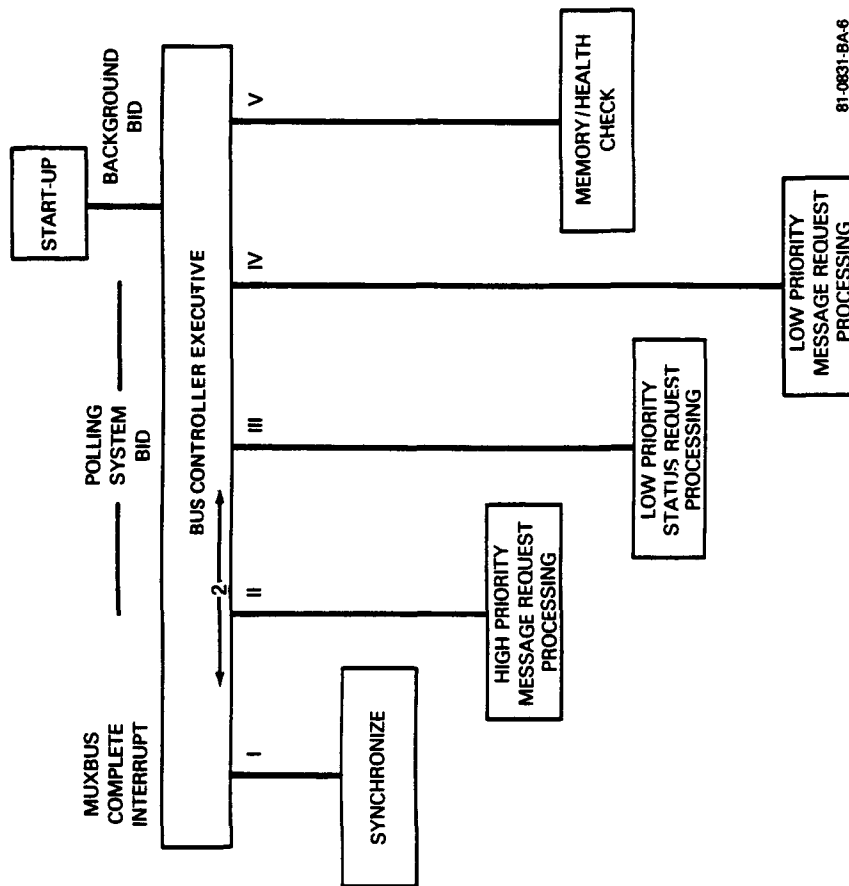 START-UP
MUXBUS
COMPLETE
INTERRUPT
POLLING
SYSTEM
BID
BACKGROUND
BID
BUS CONTROLLER EXECUTIVE
2
I
II
III
IV
V
SYNCHRONIZE
HIGH PRIORITY
MESSAGE REQUEST
PROCESSING
LOW PRIORITY
STATUS REQUEST
PROCESSING
LOW PRIORITY
MESSAGE REQUEST
PROCESSING
MEMORY/HEALTH
CHECK
81-0831-BA-6